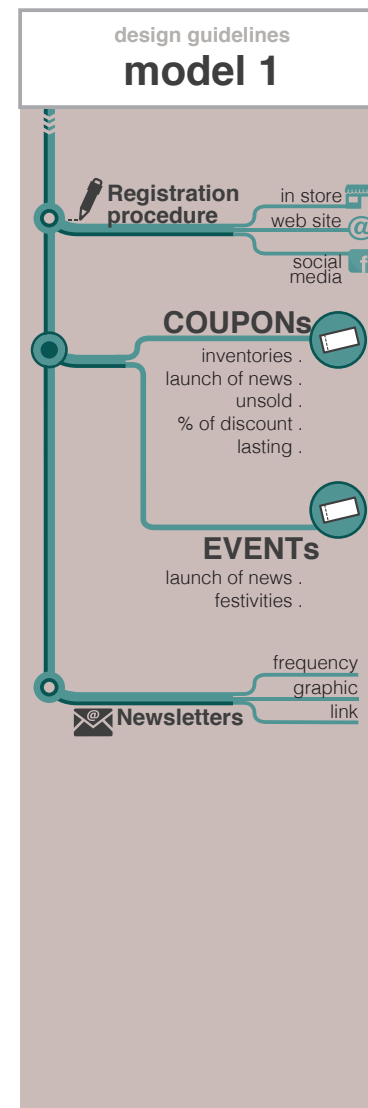 design guidelines
model 1
Registration
procedure
in store
web site
@
social
media
f
COUPONs
inventories .
launch of news .
unsold .
% of discount .
lasting .
EVENTs
launch of news .
festivities .
frequency
graphic
link
@
Newsletters